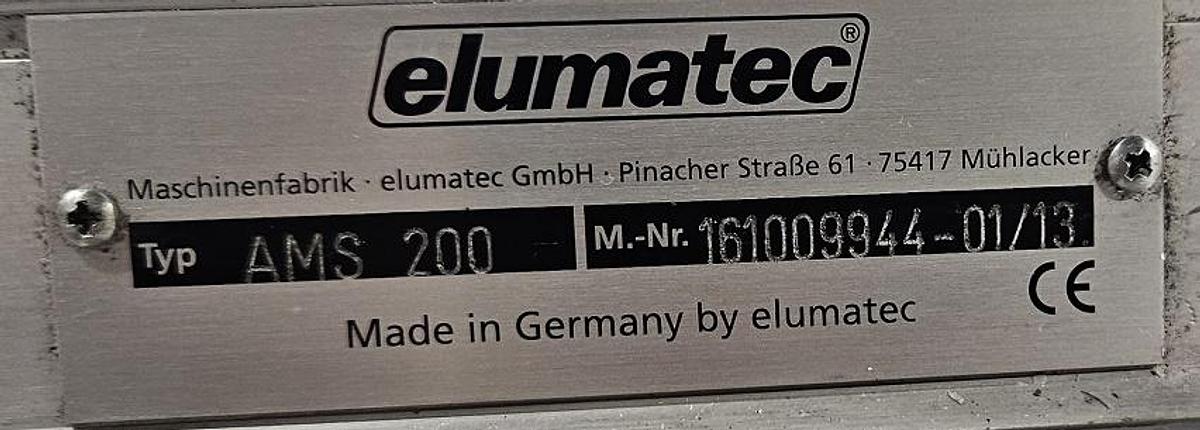 elumatec®
Maschinenfabrik · elumatec GmbH · Pinacher Straße 61 · 75417 Mühlacker
Typ AMS 200 M.-Nr. 161009944-01/13
CE
Made in Germany by elumatec